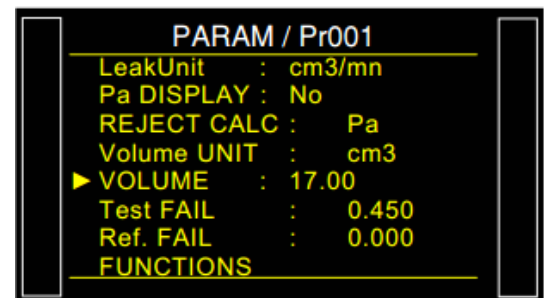 PARAM / Pr001
LeakUnit : cm3/mn
Pa DISPLAY : No
REJECT CALC : Pa
Volume UNIT : cm3
► VOLUME : 17.00
Test FAIL : 0.450
Ref. FAIL : 0.000
FUNCTIONS